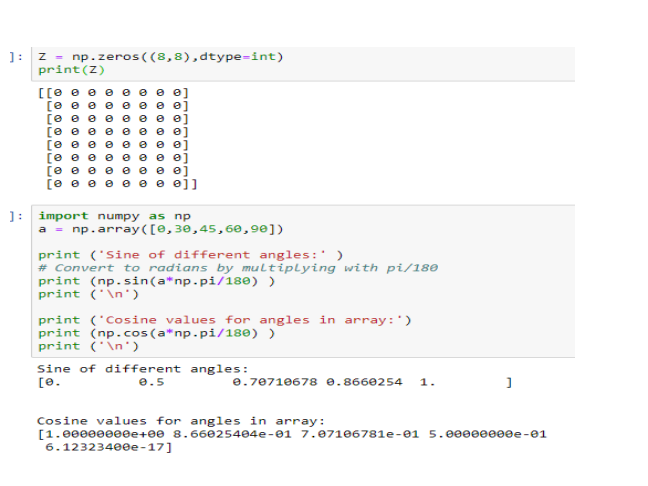 ]: Z = np.zeros((8,8),dtype=int)
print(Z)
[[0 0 0 0 0 0 0 0]
[0 0 0 0 0 0 0 0]
[0 0 0 0 0 0 0 0]
[0 0 0 0 0 0 0 0]
[0 0 0 0 0 0 0 0]
[0 0 0 0 0 0 0 0]
[0 0 0 0 0 0 0 0]
[0 0 0 0 0 0 0 0]]
]: import numpy as np
a = np.array([0,30,45,60,90])
print ('Sine of different angles:' )
# Convert to radians by multiplying with pi/180
print (np.sin(a*np.pi/180) )
print ('\n')
print ('Cosine values for angles in array:')
print (np.cos(a*np.pi/180) )
print ('\n')
Sine of different angles:
[0.         0.5        0.70710678 0.8660254  1.        ]
Cosine values for angles in array:
[1.00000000e+00 8.66025404e-01 7.07106781e-01 5.00000000e-01
6.12323400e-17]